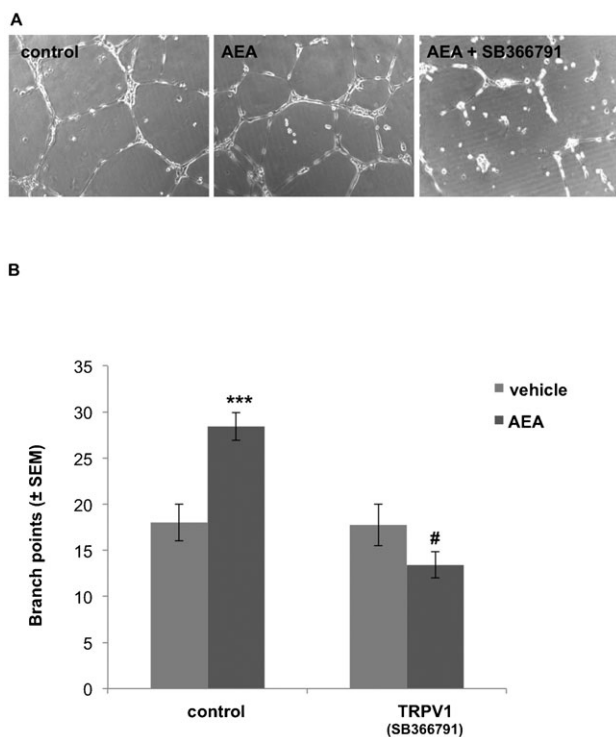 A
control
AEA
AEA + SB366791
B
Branch points (± SEM)
35
30
25
20
15
10
5
0
***
#
vehicle
AEA
control
TRPV1
(SB366791)